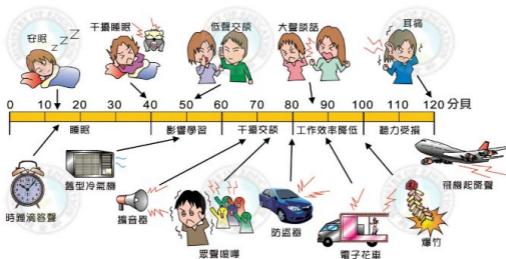 安眠 Z Z Z
干擾睡眠
低聲交談
大聲談話
耳痛
0 10 20 30 40 50 60 70 80 90 100 110 120 分貝
睡眠 影響學習 干擾交談 工作效率降低 聽力受損
時鐘滴答聲
舊型冷氣機
擴音器
眾聲喧嘩
防盜器
電子花車
爆竹
飛機起降聲